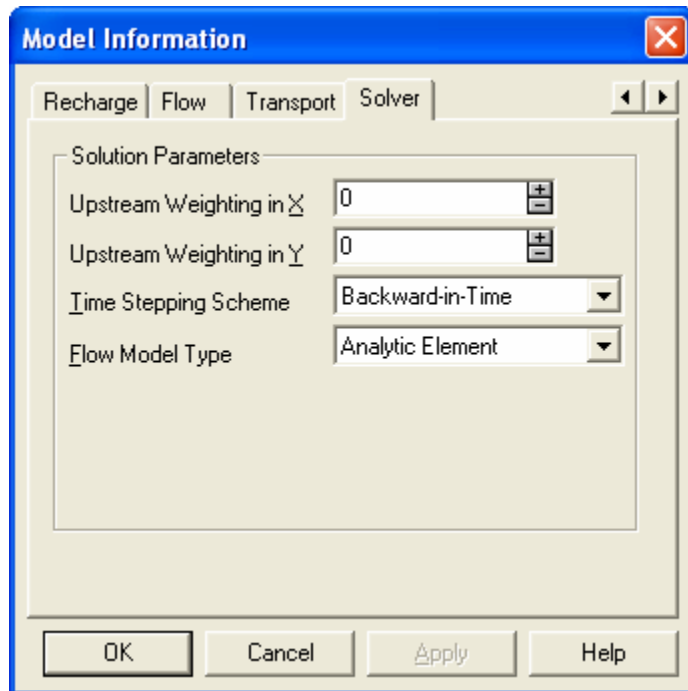 Model Information
Recharge Flow Transport Solver
Solution Parameters
Upstream Weighting in X 0
Upstream Weighting in Y 0
Time Stepping Scheme Backward-in-Time
Flow Model Type Analytic Element
OK Cancel Apply Help